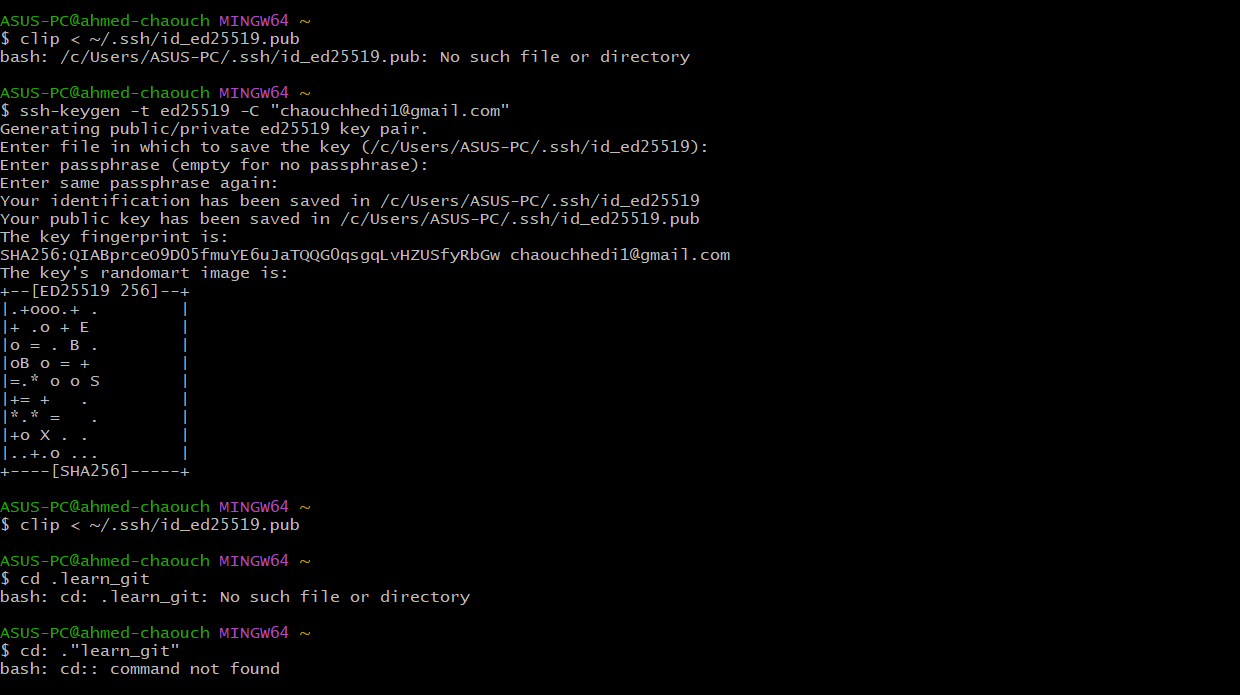 ASUS-PC@ahmed-chaouch MINGW64 ~
$ clip < ~/.ssh/id_ed25519.pub
bash: /c/Users/ASUS-PC/.ssh/id_ed25519.pub: No such file or directory

ASUS-PC@ahmed-chaouch MINGW64 ~
$ ssh-keygen -t ed25519 -C "chaouchhedi1@gmail.com"
Generating public/private ed25519 key pair.
Enter file in which to save the key (/c/Users/ASUS-PC/.ssh/id_ed25519):
Enter passphrase (empty for no passphrase):
Enter same passphrase again:
Your identification has been saved in /c/Users/ASUS-PC/.ssh/id_ed25519
Your public key has been saved in /c/Users/ASUS-PC/.ssh/id_ed25519.pub
The key fingerprint is:
SHA256:QIABprceO9D05fmuYE6uJaTQQG0qsgqLvHZUSfyRbGw chaouchhedi1@gmail.com
The key's randomart image is:
+--[ED25519 256]--+
|.+ooo.+ .        |
|+ .o + E         |
|o = . B .        |
|oB o = +         |
|=.* o o S        |
|+= +   .         |
|*.* =   .        |
|+o X . .         |
|..+.o ...        |
+----[SHA256]-----+

ASUS-PC@ahmed-chaouch MINGW64 ~
$ clip < ~/.ssh/id_ed25519.pub

ASUS-PC@ahmed-chaouch MINGW64 ~
$ cd .learn_git
bash: cd: .learn_git: No such file or directory

ASUS-PC@ahmed-chaouch MINGW64 ~
$ cd: ."learn_git"
bash: cd:: command not found